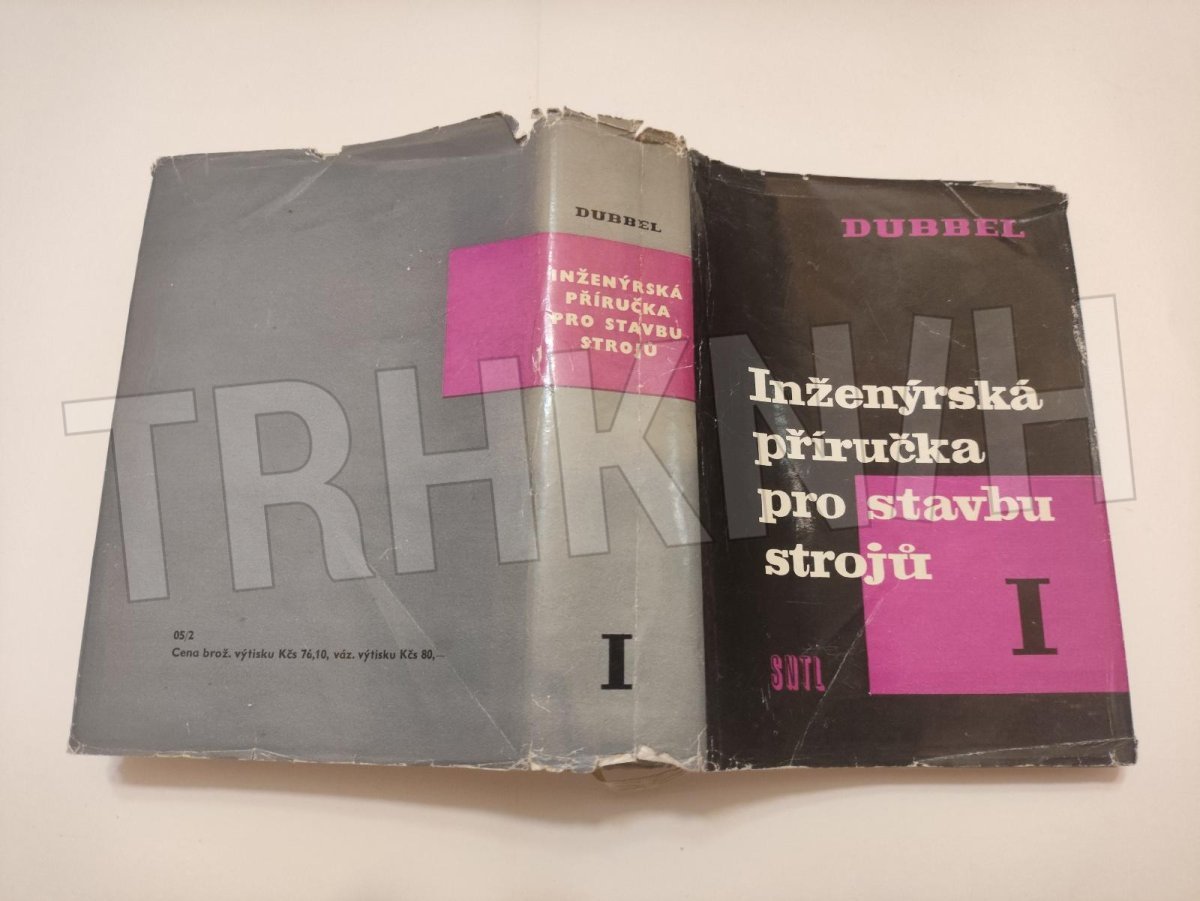 DUBBEL
INŽENÝRSKÁ
PŘÍRUČKA
PRO STAVBU
STROJŮ
I
05/2
Cena brož. výtisku Kčs 76,10, váz. výtisku Kčs 80,—
DUBBEL
Inženýrská
příručka
pro stavbu
strojů
I
SNTL
TRHKNIH